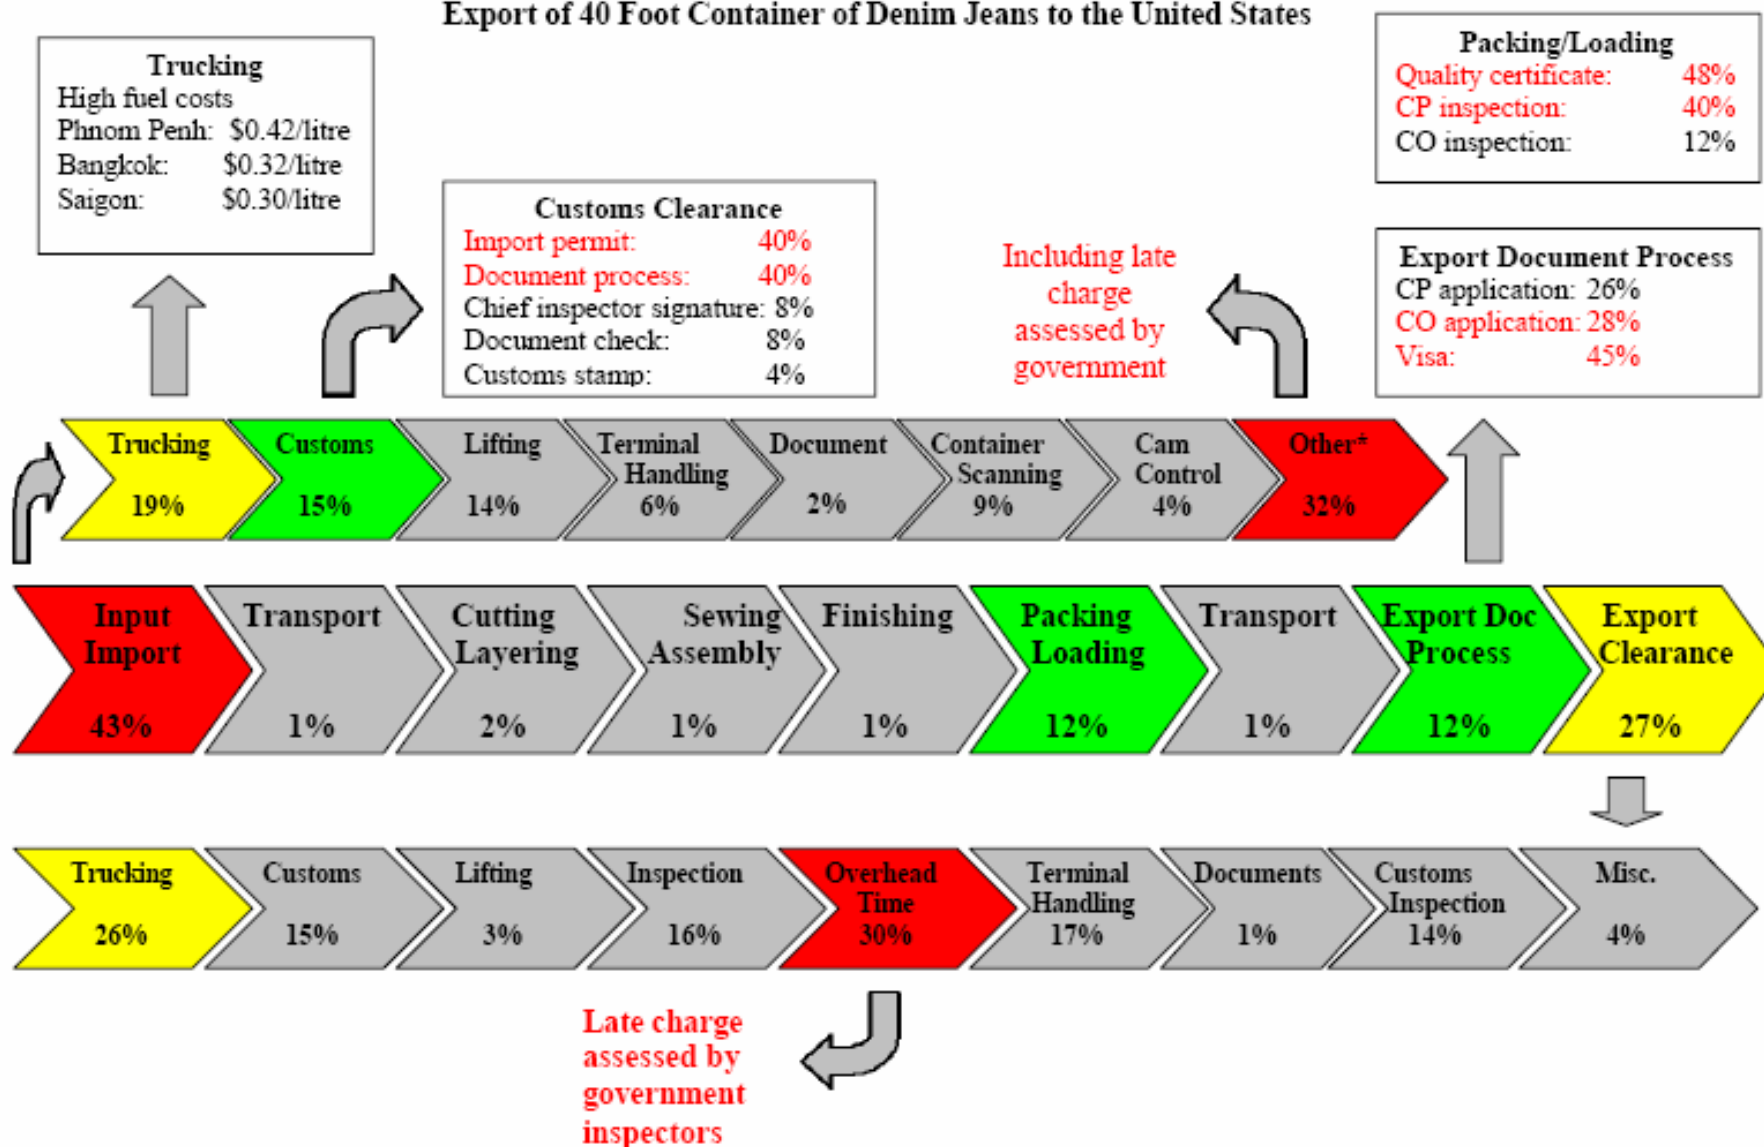 Export of 40 Foot Container of Denim Jeans to the United States
Trucking
High fuel costs
Phnom Penh: $0.42/litre
Bangkok: $0.32/litre
Saigon: $0.30/litre
Customs Clearance
Import permit: 40%
Document process: 40%
Chief inspector signature: 8%
Document check: 8%
Customs stamp: 4%
Including late
charge
assessed by
government
Packing/Loading
Quality certificate: 48%
CP inspection: 40%
CO inspection: 12%
Export Document Process
CP application: 26%
CO application: 28%
Visa: 45%
Trucking
19%
Customs
15%
Lifting
14%
Terminal
Handling
6%
Document
2%
Container
Scanning
9%
Cam
Control
4%
Other*
32%
Input
Import
43%
Transport
1%
Cutting
Layering
2%
Sewing
Assembly
1%
Finishing
1%
Packing
Loading
12%
Transport
1%
Export Doc
Process
12%
Export
Clearance
27%
Trucking
26%
Customs
15%
Lifting
3%
Inspection
16%
Overhead
Time
30%
Terminal
Handling
17%
Documents
1%
Customs
Inspection
14%
Misc.
4%
Late charge
assessed by
government
inspectors